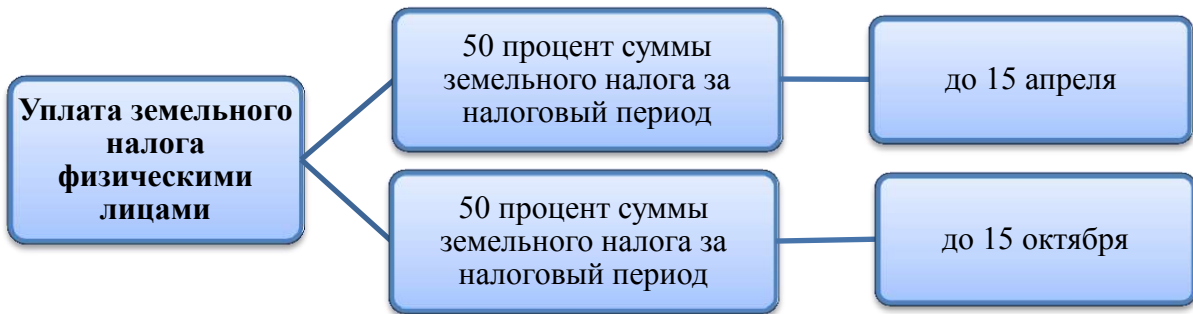 Уплата земельного
налога
физическими
лицами
50 процент суммы
земельного налога за
налоговый период
до 15 апреля
50 процент суммы
земельного налога за
налоговый период
до 15 октября